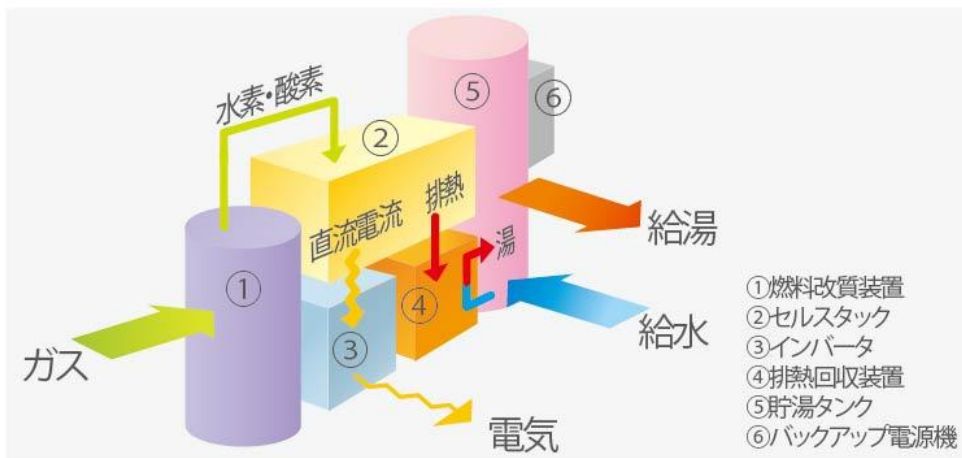 水素・酸素
⑤
⑥
②
排熱
直流電流
湯
給湯
①
④
③
ガス
給水
電気
①燃料改質装置
②セルスタック
③インバータ
④排熱回収装置
⑤貯湯タンク
⑥バックアップ電源機